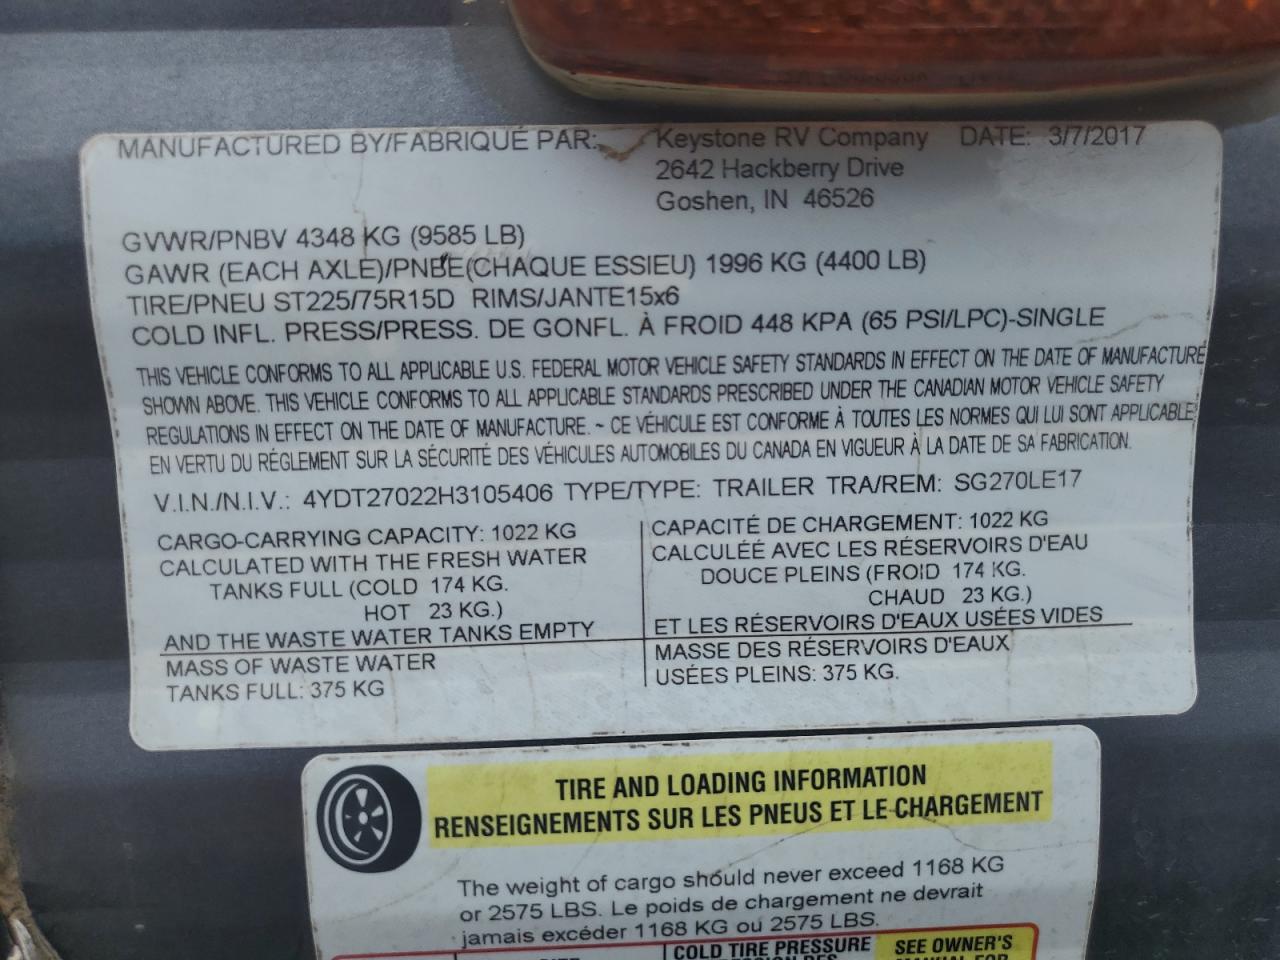 MANUFACTURED BY/FABRIQUÉ PAR: Keystone RV Company DATE: 3/7/2017
2642 Hackberry Drive
Goshen, IN 46526
GVWR/PNBV 4348 KG (9585 LB)
GAWR (EACH AXLE)/PNBE(CHAQUE ESSIEU) 1996 KG (4400 LB)
TIRE/PNEU ST225/75R15D RIMS/JANTE15x6
COLD INFL. PRESS/PRESS. DE GONFL. À FROID 448 KPA (65 PSI/LPC)-SINGLE
THIS VEHICLE CONFORMS TO ALL APPLICABLE U.S. FEDERAL MOTOR VEHICLE SAFETY STANDARDS IN EFFECT ON THE DATE OF MANUFACTURE
SHOWN ABOVE. THIS VEHICLE CONFORMS TO ALL APPLICABLE STANDARDS PRESCRIBED UNDER THE CANADIAN MOTOR VEHICLE SAFETY
REGULATIONS IN EFFECT ON THE DATE OF MANUFACTURE. ~ CE VÉHICULE EST CONFORME À TOUTES LES NORMES QUI LUI SONT APPLICABLE
EN VERTU DU RÉGLEMENT SUR LA SÉCURITÉ DES VÉHICULES AUTOMOBILES DU CANADA EN VIGUEUR À LA DATE DE SA FABRICATION.
V.I.N./N.I.V.: 4YDT27022H3105406 TYPE/TYPE: TRAILER TRA/REM: SG270LE17
CARGO-CARRYING CAPACITY: 1022 KG
CALCULATED WITH THE FRESH WATER
TANKS FULL (COLD 174 KG.
HOT 23 KG.)
AND THE WASTE WATER TANKS EMPTY
MASS OF WASTE WATER
TANKS FULL: 375 KG
CAPACITÉ DE CHARGEMENT: 1022 KG
CALCULÉÉ AVEC LES RÉSERVOIRS D'EAU
DOUCE PLEINS (FROID 174 KG.
CHAUD 23 KG.)
ET LES RÉSERVOIRS D'EAUX USÉES VIDES
MASSE DES RÉSERVOIRS D'EAUX
USÉES PLEINS: 375 KG.
TIRE AND LOADING INFORMATION
RENSEIGNEMENTS SUR LES PNEUS ET LE CHARGEMENT
The weight of cargo should never exceed 1168 KG
or 2575 LBS. Le poids de chargement ne devrait
jamais excéder 1168 KG ou 2575 LBS.
COLD TIRE PRESSURE
SEE OWNER'S